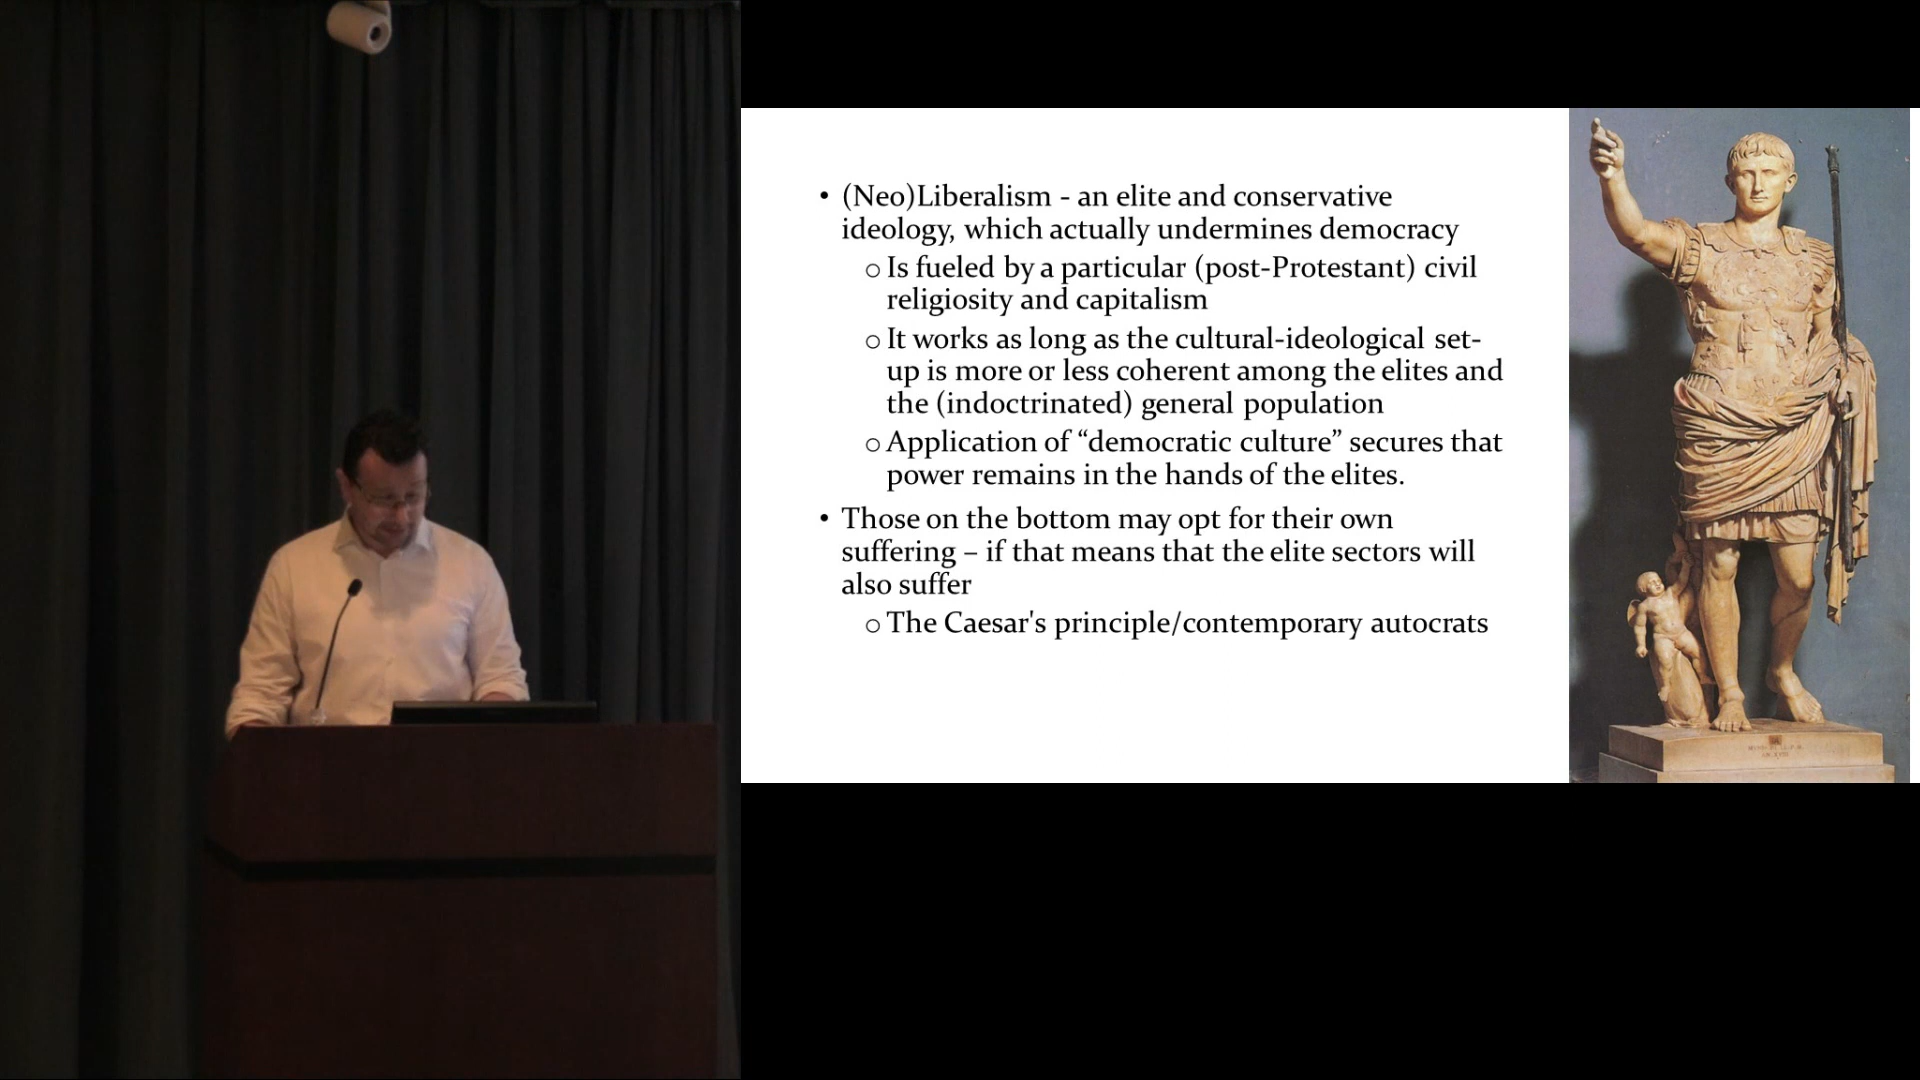 • (Neo)Liberalism - an elite and conservative
ideology, which actually undermines democracy
o Is fueled by a particular (post-Protestant) civil
religiosity and capitalism
o It works as long as the cultural-ideological set-
up is more or less coherent among the elites and
the (indoctrinated) general population
o Application of “democratic culture” secures that
power remains in the hands of the elites.
• Those on the bottom may opt for their own
suffering – if that means that the elite sectors will
also suffer
o The Caesar's principle/contemporary autocrats